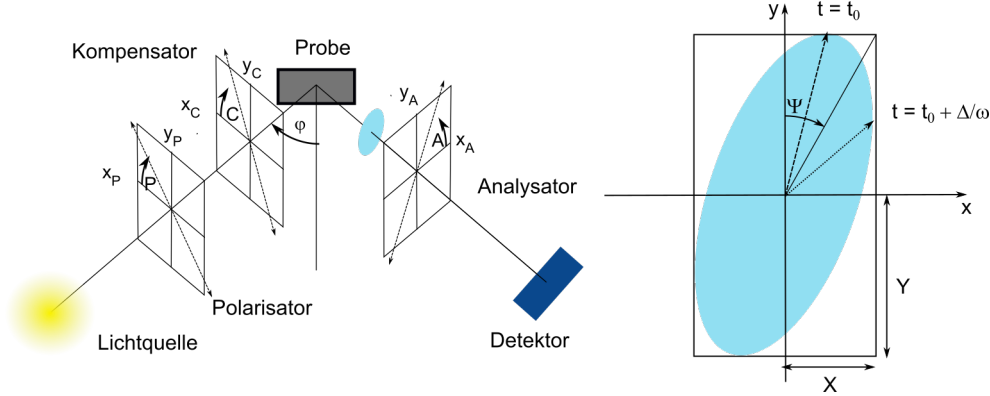 Kompensator
Probe
y_C
x_C
C
y_P
x_P
P
φ
y_A
A
x_A
Analysator
Polarisator
Lichtquelle
Detektor
y
t = t_0
Ψ
t = t_0 + Δ/ω
x
Y
X